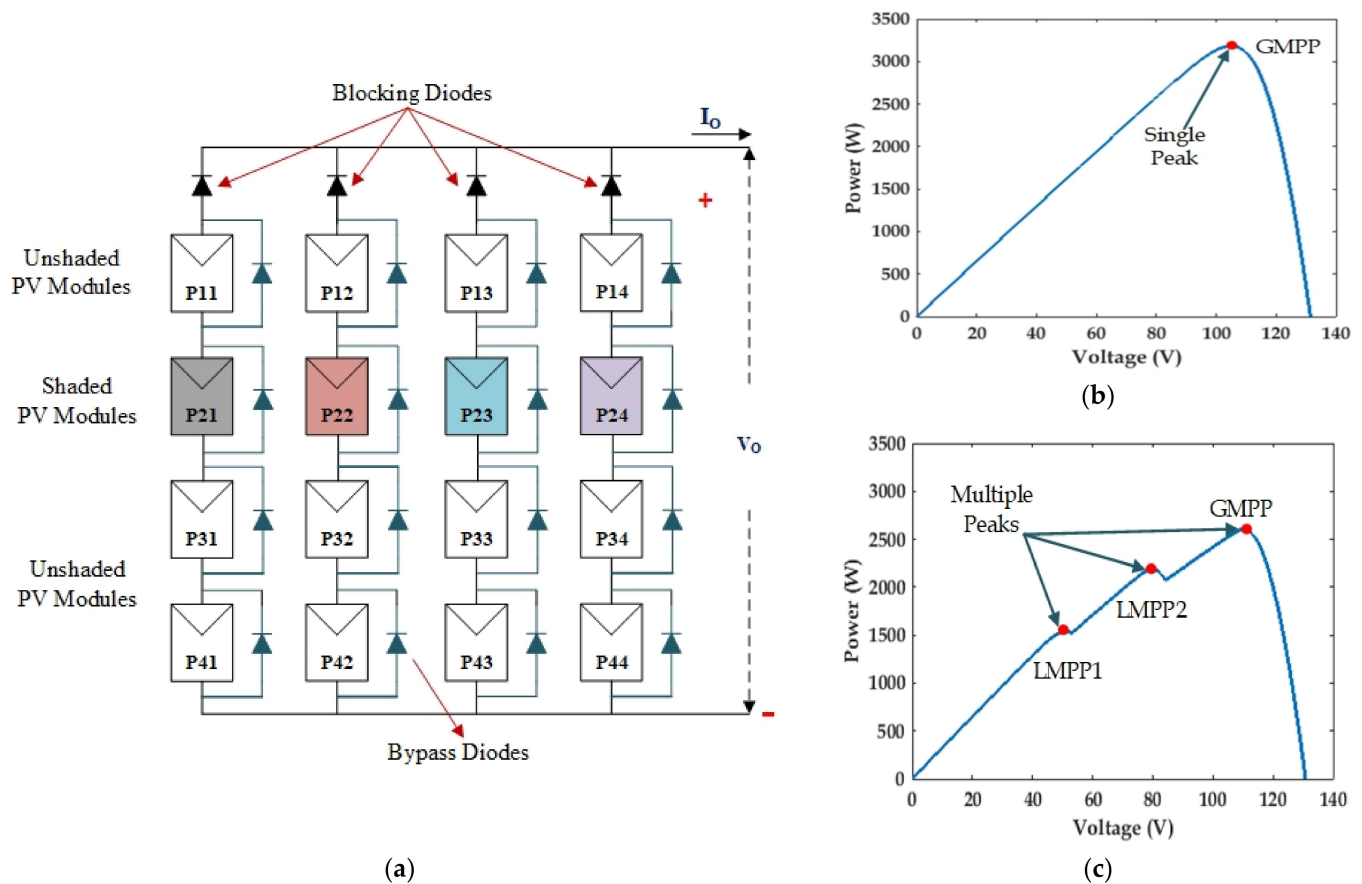 Blocking Diodes
I_O
+
Unshaded
PV Modules
P11 P12 P13 P14
Shaded
PV Modules
P21 P22 P23 P24
v_O
P31 P32 P33 P34
Unshaded
PV Modules
P41 P42 P43 P44
-
Bypass Diodes
(a)
3500
3000
2500
2000
1500
1000
500
0
Power (W)
GMPP
Single
Peak
0 20 40 60 80 100 120 140
Voltage (V)
(b)
3500
3000
2500
2000
1500
1000
500
0
Power (W)
Multiple
Peaks
GMPP
LMPP2
LMPP1
0 20 40 60 80 100 120 140
Voltage (V)
(c)